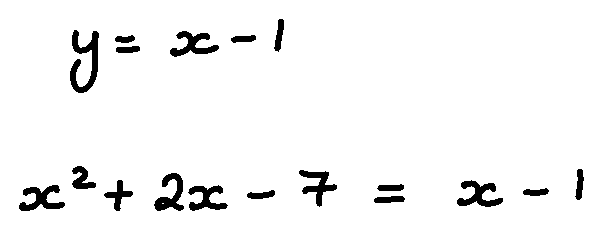 y = x - 1
x² + 2x - 7 = x - 1